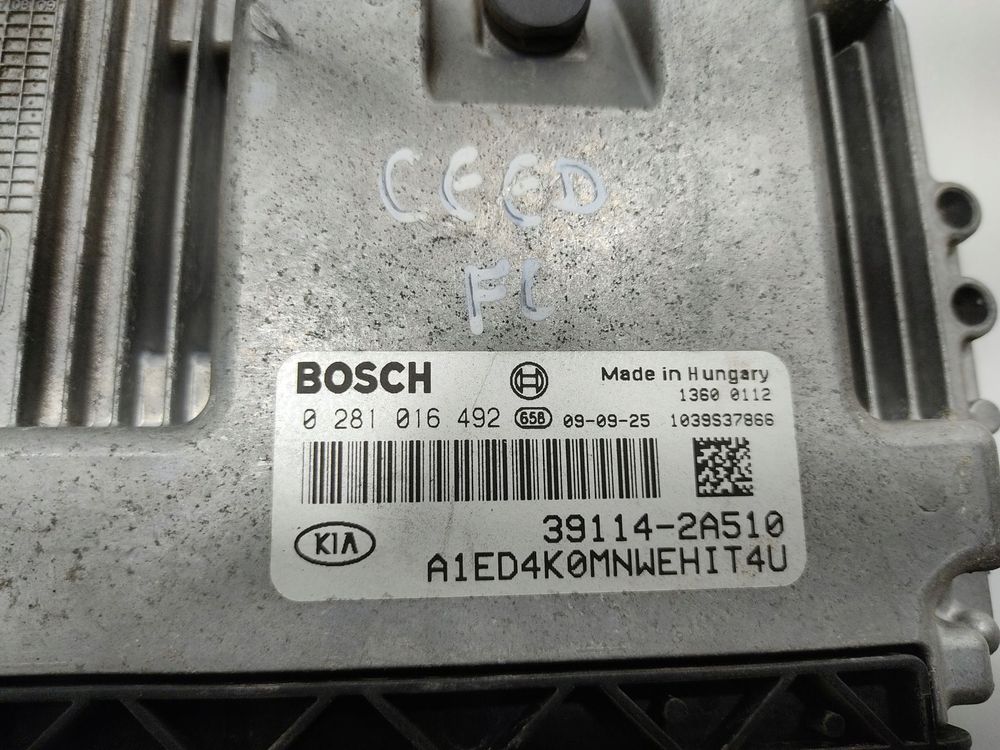 CEED
FL
BOSCH
Made in Hungary
1360 0112
0 281 016 492 658 09-09-25 1039S37866
39114-2A510
KIA
A1ED4K0MNWEHIT4U